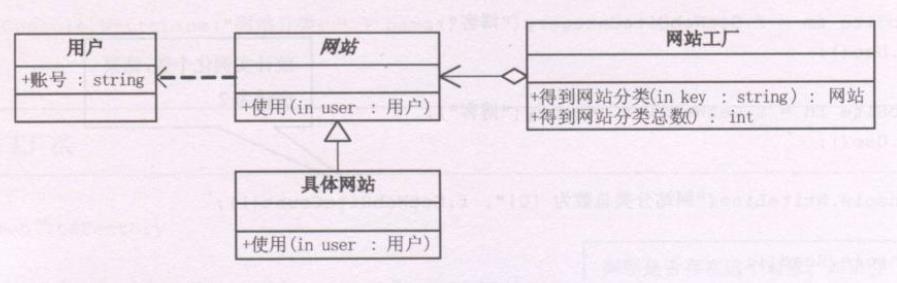 用户
+账号 : string
网站
+使用(in user : 用户)
具体网站
+使用(in user : 用户)
网站工厂
+得到网站分类(in key : string) : 网站
+得到网站分类总数() : int